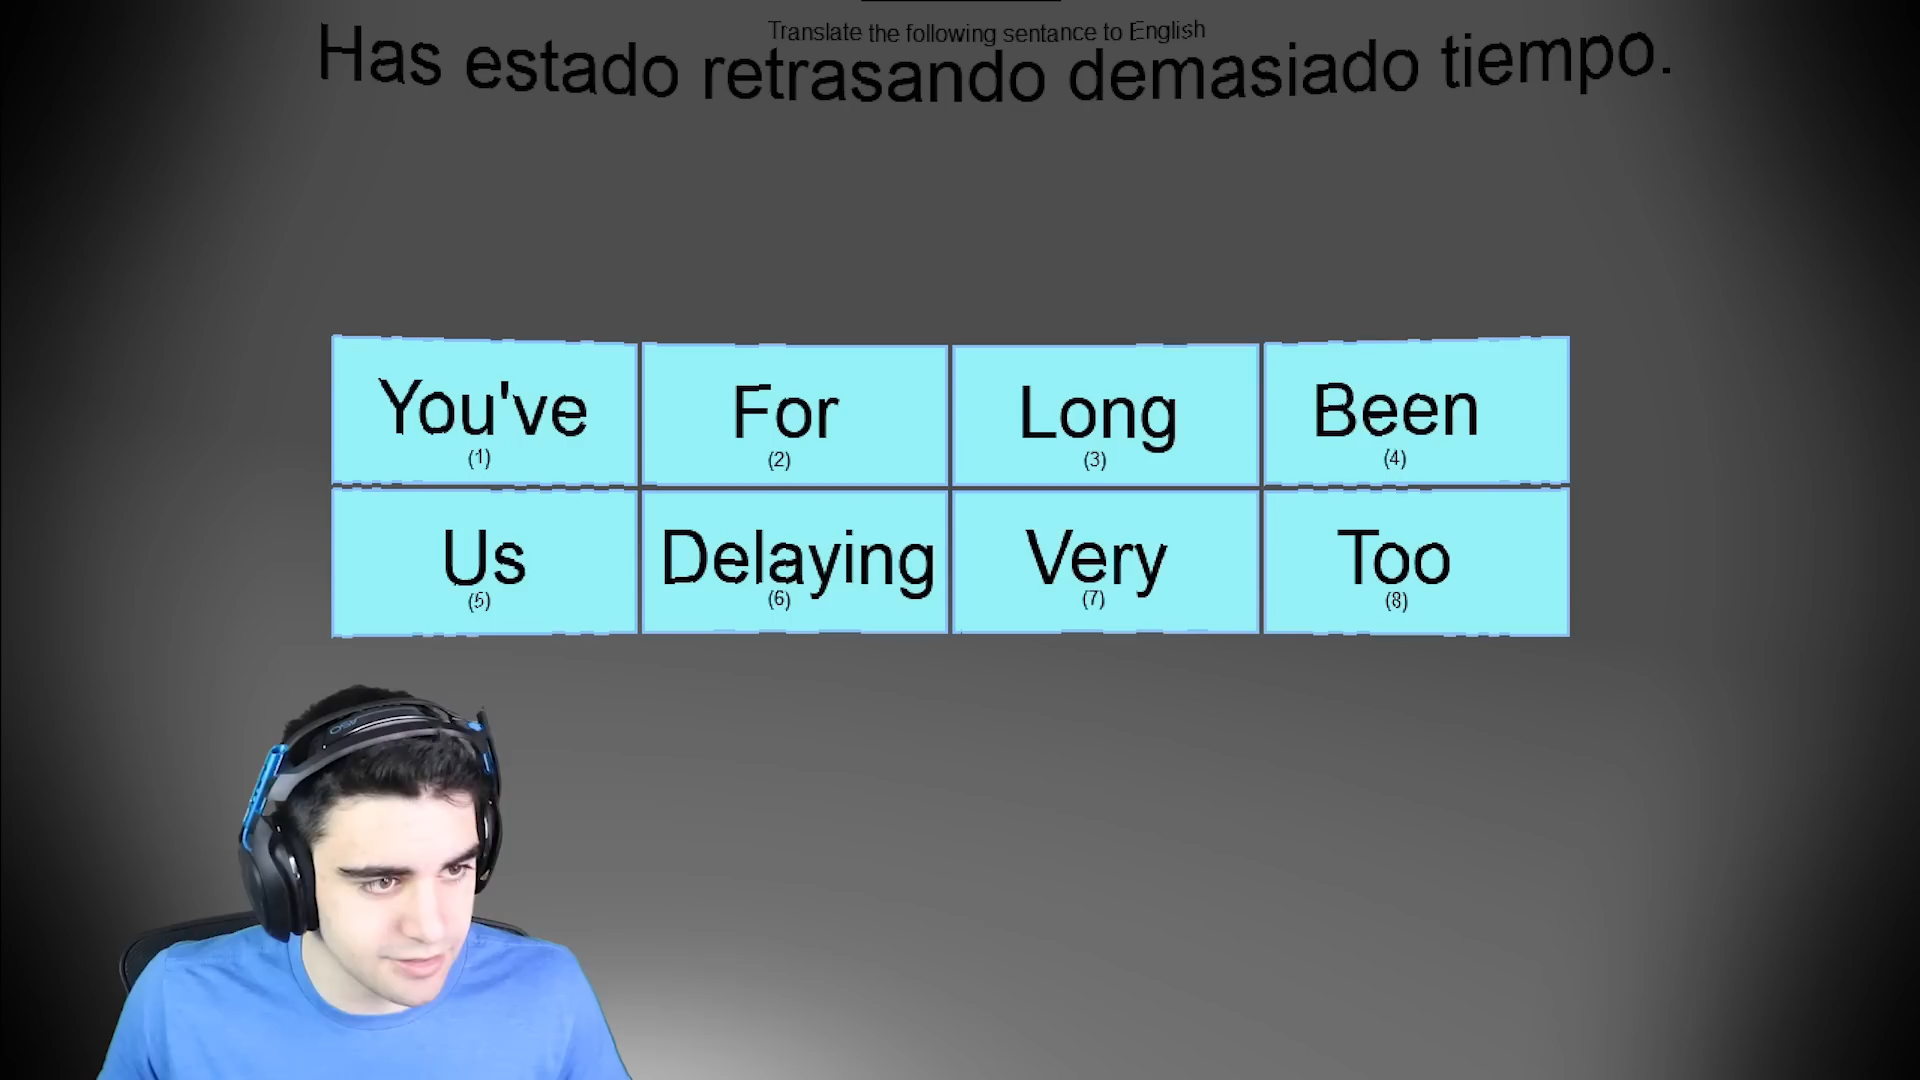 Translate the following sentence to English
Has estado retrasando demasiado tiempo.
You've For Long Been
(1) (2) (3) (4)
Us Delaying Very Too
(5) (6) (7) (8)